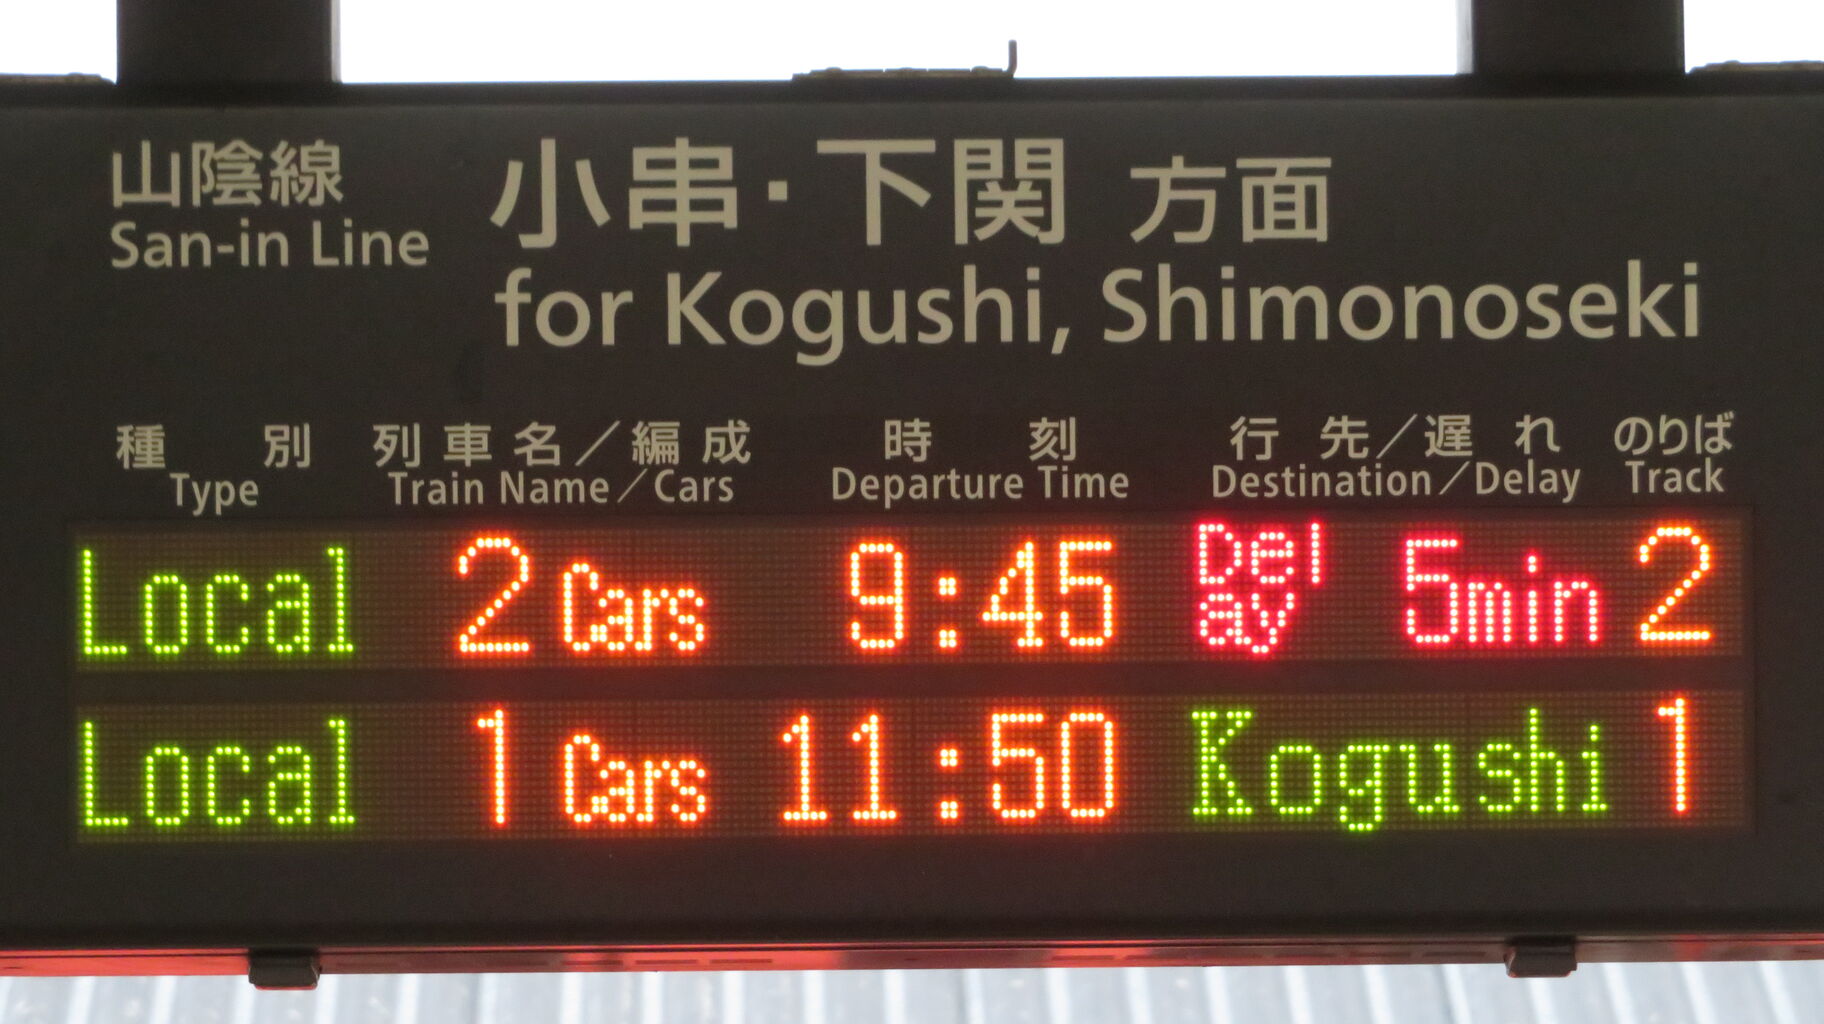 山陰線 小串・下関 方面
San-in Line for Kogushi, Shimonoseki
種別 列車名／編成 時刻 行先／遅れ のりば
Type Train Name／Cars Departure Time Destination／Delay Track
Local 2 Cars 9:45 Delay 5min 2
Local 1 Cars 11:50 Kogushi 1